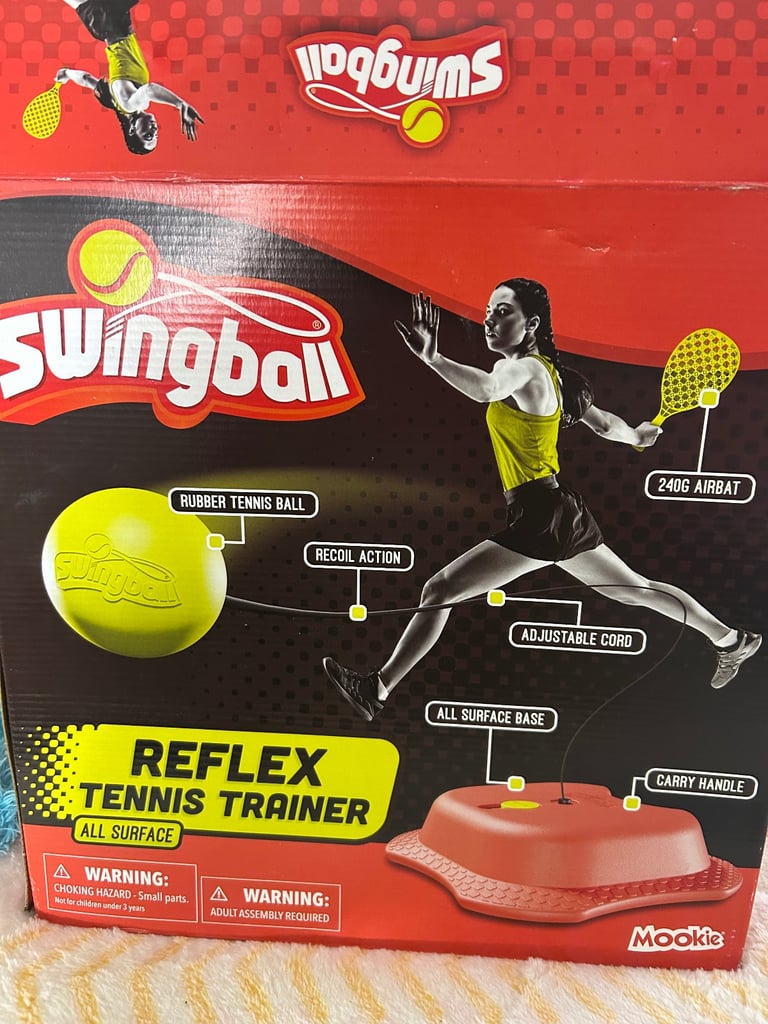 Swingball
Swingball®
RUBBER TENNIS BALL
240G AIRBAT
RECOIL ACTION
Swingball
ADJUSTABLE CORD
ALL SURFACE BASE
REFLEX
TENNIS TRAINER
ALL SURFACE
CARRY HANDLE
WARNING:
CHOKING HAZARD - Small parts.
Not for children under 3 years
WARNING:
ADULT ASSEMBLY REQUIRED
Mookie